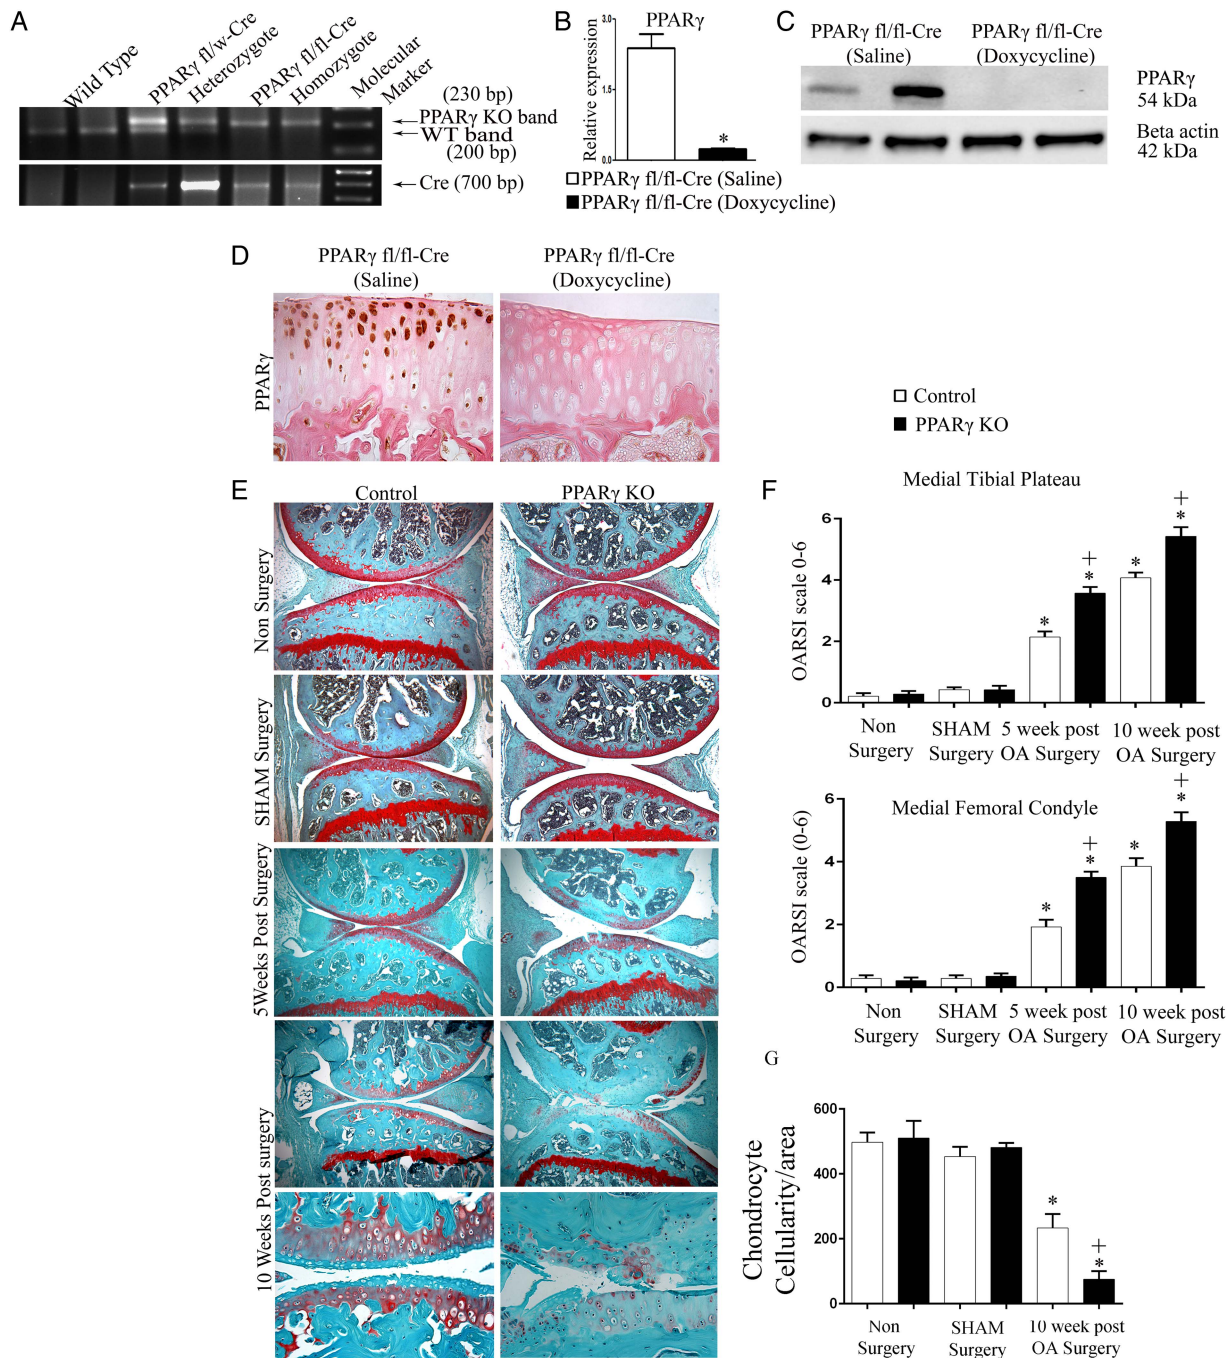 A
Wild Type
PPARγ fl/w-Cre
Heterozygote
PPARγ fl/fl-Cre
Homozygote
Molecular
Marker
(230 bp)
PPARγ KO band
WT band
(200 bp)
Cre (700 bp)
B
PPARγ
Relative expression
3.0
1.5
0.0
*
PPARγ fl/fl-Cre (Saline)
PPARγ fl/fl-Cre (Doxycycline)
C
PPARγ fl/fl-Cre
(Saline)
PPARγ fl/fl-Cre
(Doxycycline)
PPARγ
54 kDa
Beta actin
42 kDa
D
PPARγ fl/fl-Cre
(Saline)
PPARγ fl/fl-Cre
(Doxycycline)
PPARγ
E
Control
PPARγ KO
Non Surgery
SHAM Surgery
5Weeks Post Surgery
10 Weeks Post surgery
Control
PPARγ KO
F
Medial Tibial Plateau
OARSI scale 0-6
6
4
2
0
*
+
*
*
+
*
Non
Surgery
SHAM
Surgery
5 week post
OA Surgery
10 week post
OA Surgery
Medial Femoral Condyle
OARSI scale (0-6)
6
4
2
0
*
+
*
*
+
*
Non
Surgery
SHAM
Surgery
5 week post
OA Surgery
10 week post
OA Surgery
G
Chondrocyte
Cellularity/area
600
400
200
0
*
+
*
Non
Surgery
SHAM
Surgery
10 week post
OA Surgery